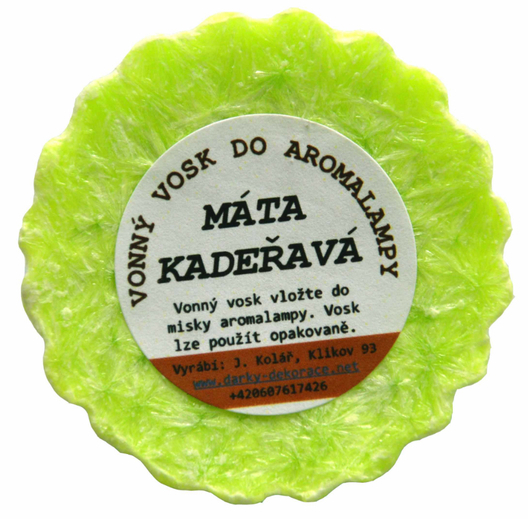 VONNÝ VOSK DO AROMALAMPY
MÁTA
KADEŘAVÁ
Vonný vosk vložte do
misky aromalampy. Vosk
lze použít opakovaně.
Vyrábí: J. Kolář, Klikov 93
www.darky-dekorace.net
+420607617426